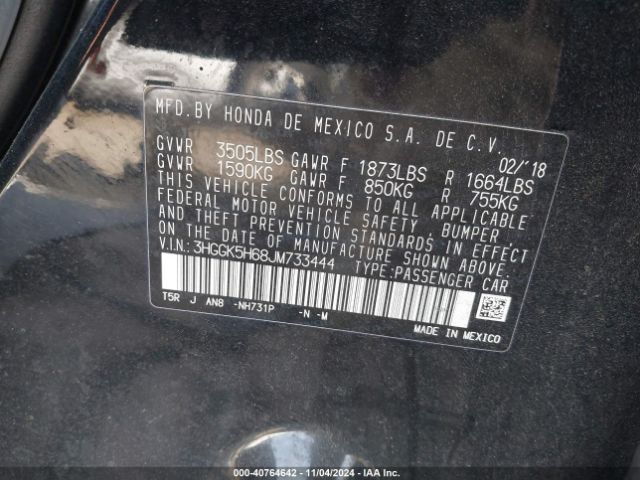 MFD. BY HONDA DE MEXICO S.A. DE C.V.
02/'18
GVWR 3505LBS GAWR F 1873LBS R 1664LBS
GVWR 1590KG GAWR F 850KG R 755KG
THIS VEHICLE CONFORMS TO ALL APPLICABLE
FEDERAL MOTOR VEHICLE SAFETY, BUMPER,
AND THEFT PREVENTION STANDARDS IN EFFECT
ON THE DATE OF MANUFACTURE SHOWN ABOVE.
V.I.N.: 3HGGK5H68JM733444 TYPE: PASSENGER CAR
T5R J AN8 -NH731P -N -M
MADE IN MEXICO
000-40764642 - 11/04/2024 - IAA Inc.